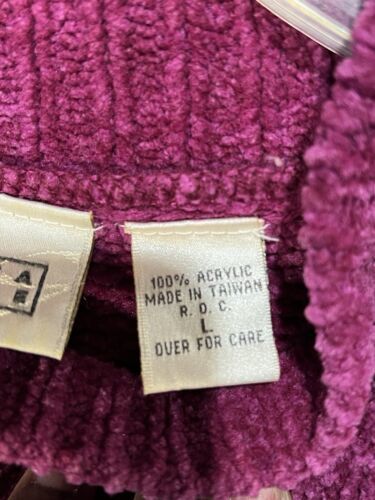 100% ACRYLIC
MADE IN TAIWAN
R. O. C.
L
OVER FOR CARE